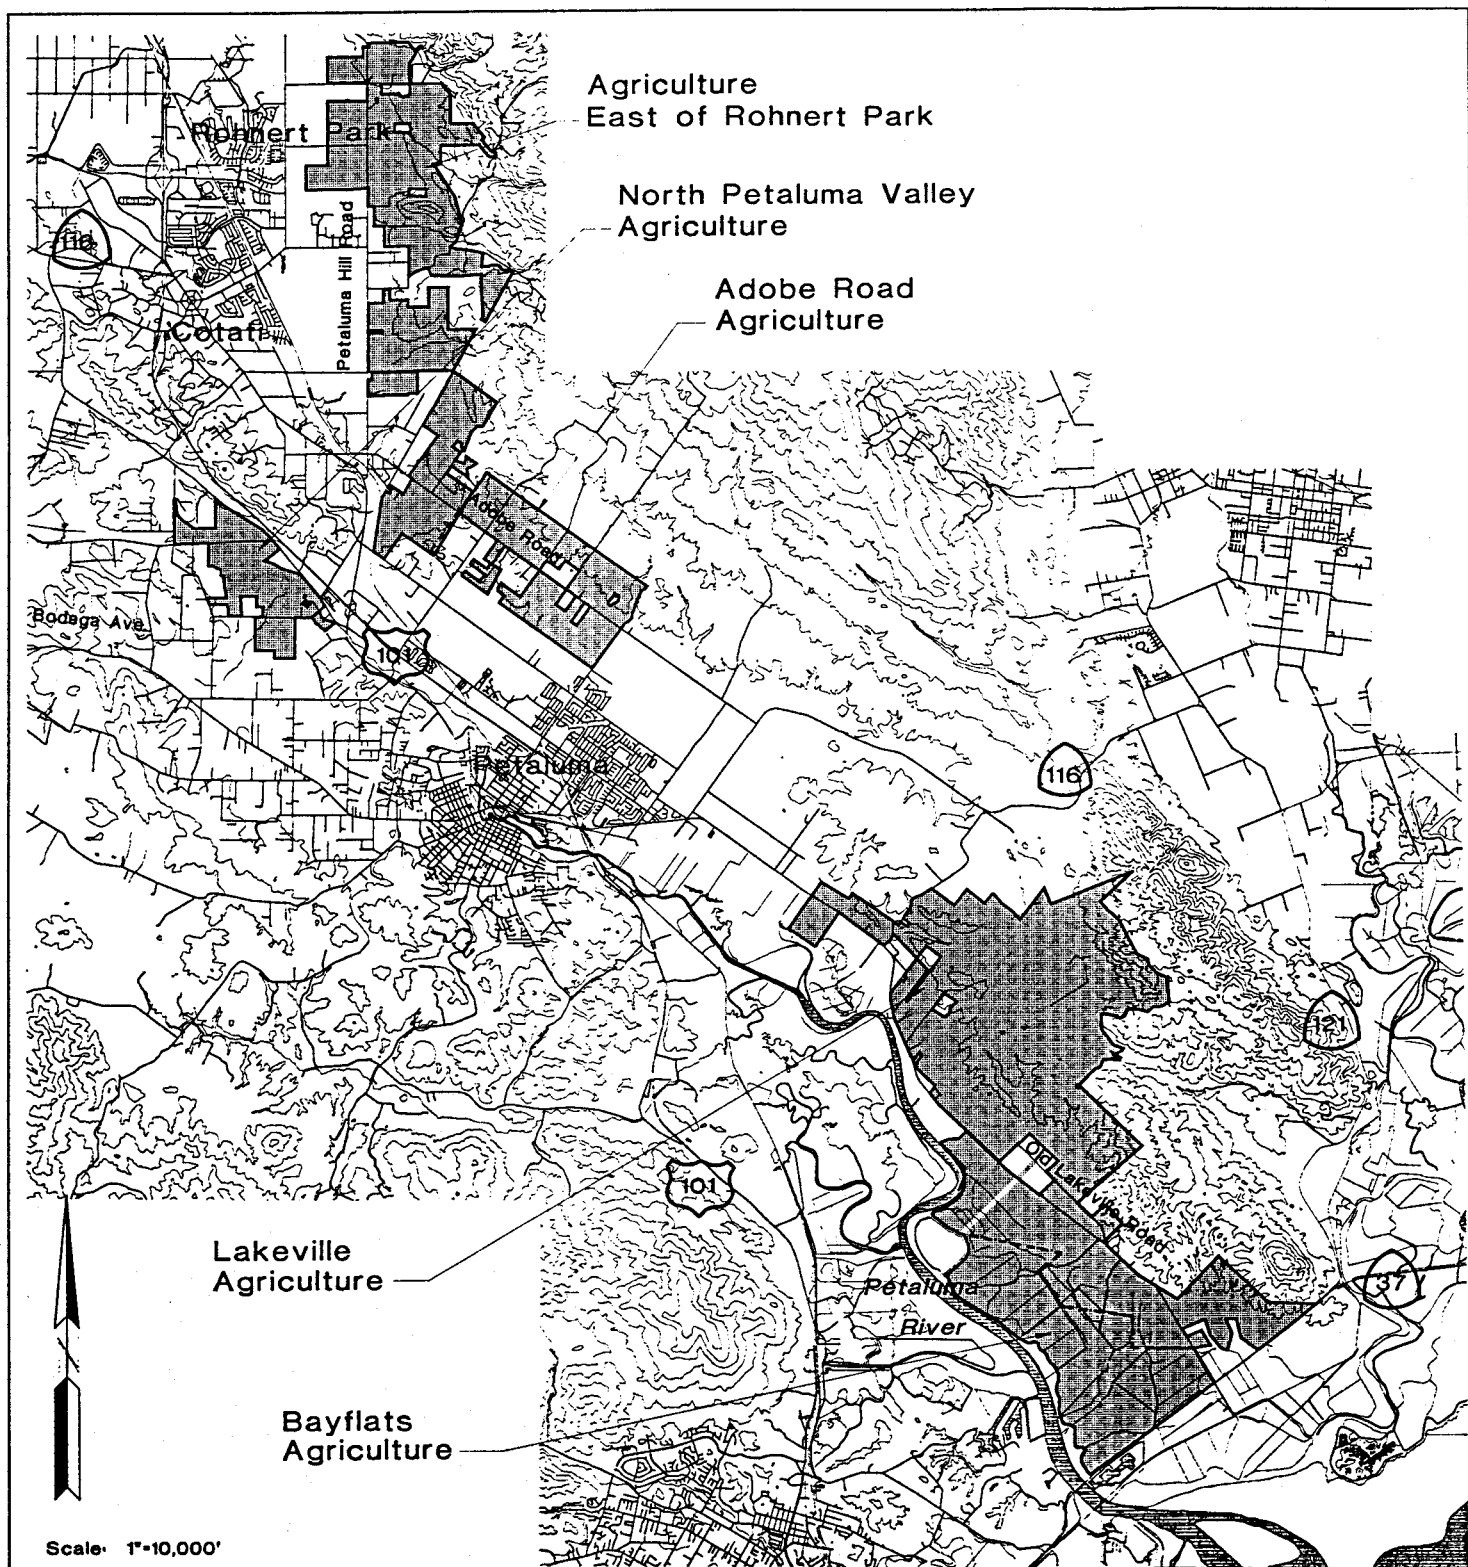 Agriculture
East of Rohnert Park
Rohnert Park
North Petaluma Valley
Agriculture
116
Petaluma Hill Road
Adobe Road
Agriculture
Cotati
Adobe Road
Bodega Ave.
101
Petaluma
116
121
101
Lakeville Road
Lakeville
Agriculture
37
Petaluma
River
Bayflats
Agriculture
Scale: 1"=10,000'